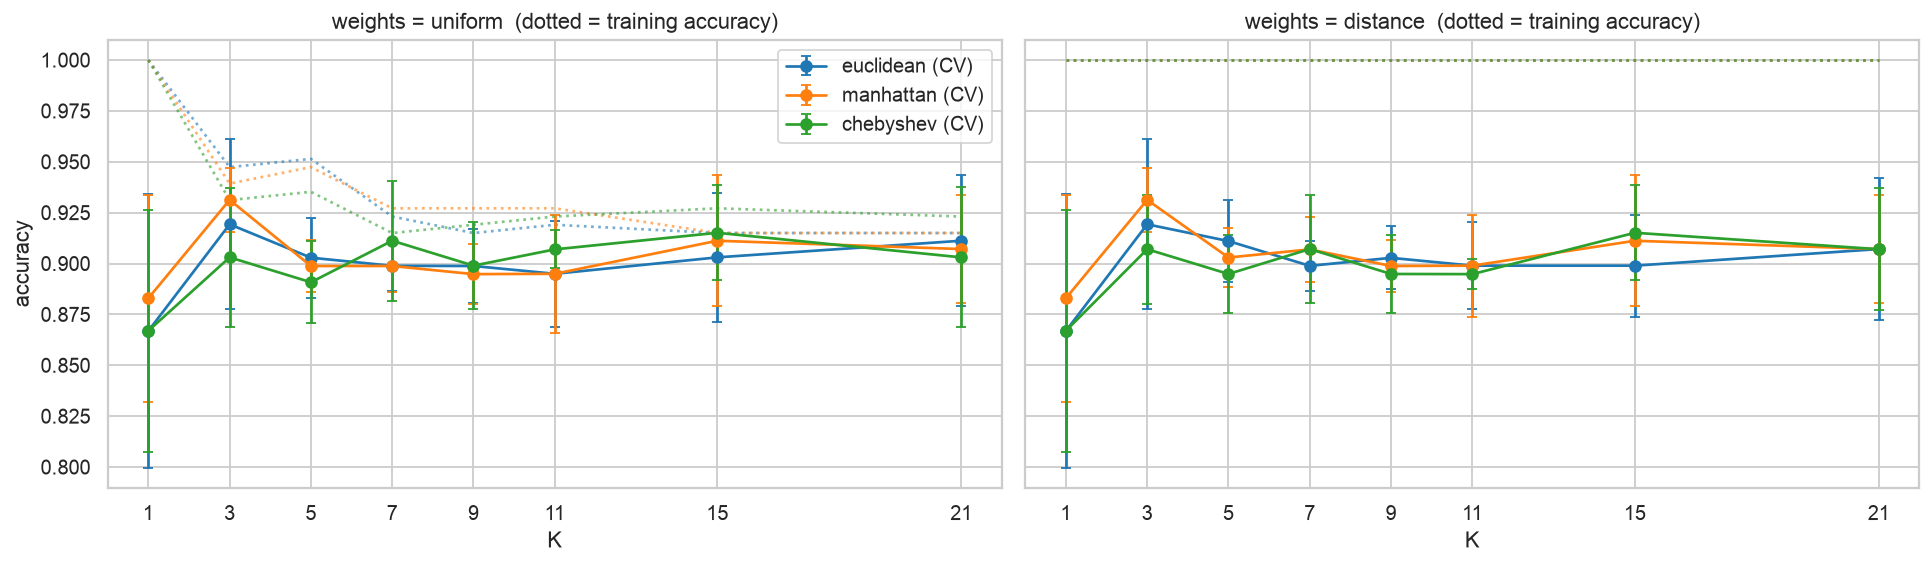 weights = uniform  (dotted = training accuracy)
weights = distance  (dotted = training accuracy)
euclidean (CV)
manhattan (CV)
chebyshev (CV)
accuracy
1.000
0.975
0.950
0.925
0.900
0.875
0.850
0.825
0.800
1 3 5 7 9 11 15 21
K
1 3 5 7 9 11 15 21
K